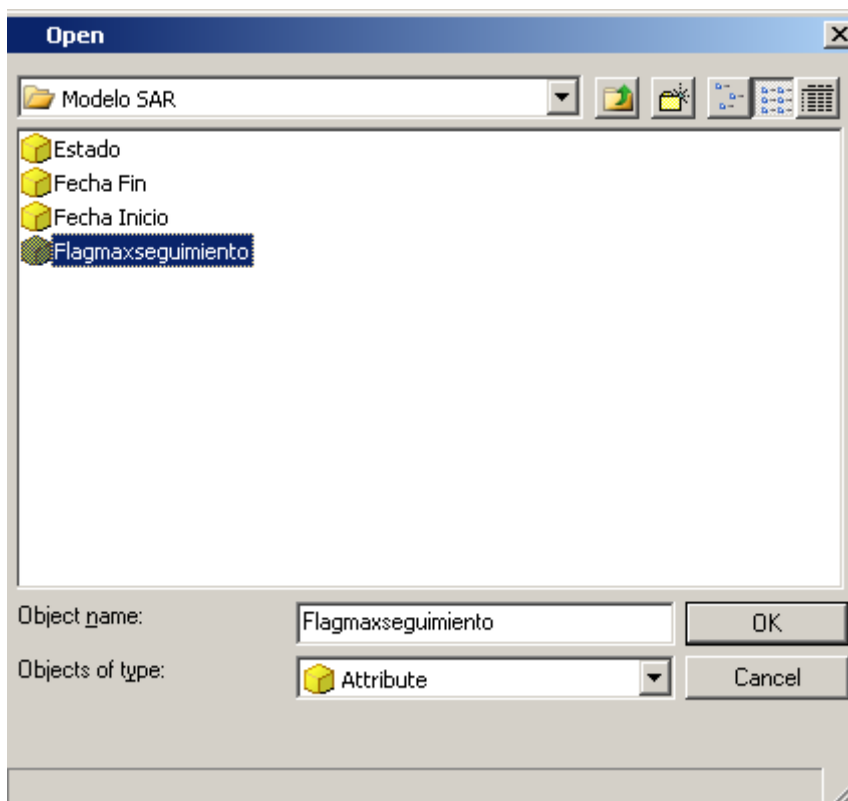 Open
Modelo SAR
Estado
Fecha Fin
Fecha Inicio
Flagmaxseguimiento
Object name: Flagmaxseguimiento OK
Objects of type: Attribute Cancel